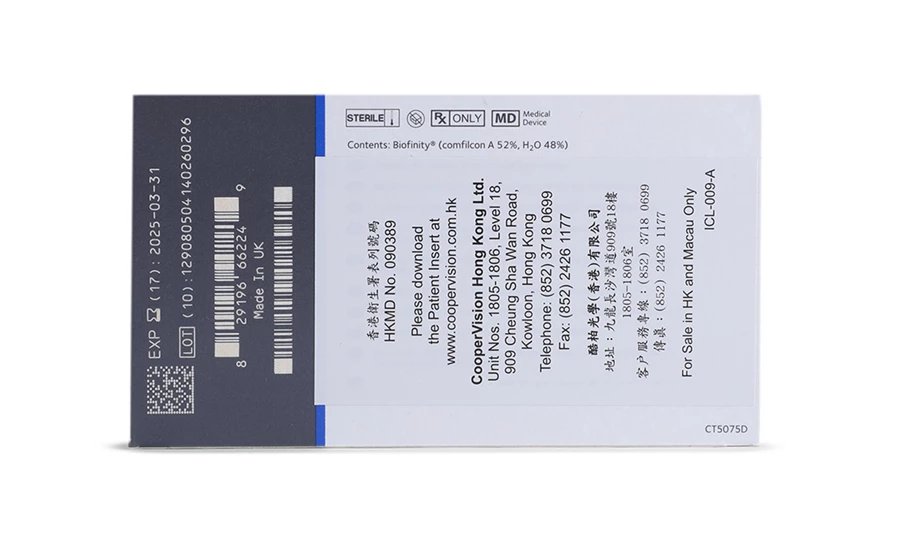 EXP (17): 2025-03-31
LOT (10): 12908050414026 0296
8 29196 66224 9
Made In UK
STERILE Rx ONLY MD Medical Device
Contents: Biofinity® (comfilcon A 52%, H₂O 48%)
香港衛生署表列號碼
HKMD No. 090389
Please download
the Patient Insert at
www.coopervision.com.hk
CooperVision Hong Kong Ltd.
Unit Nos. 1805-1806, Level 18,
909 Cheung Sha Wan Road,
Kowloon, Hong Kong
Telephone: (852) 3718 0699
Fax: (852) 2426 1177
酷柏光學(香港)有限公司
地址：九龍長沙灣道909號18樓
1805-1806室
客户服務專線：(852) 3718 0699
傳真：(852) 2426 1177
For Sale in HK and Macau Only
ICL-009-A
CT5075D